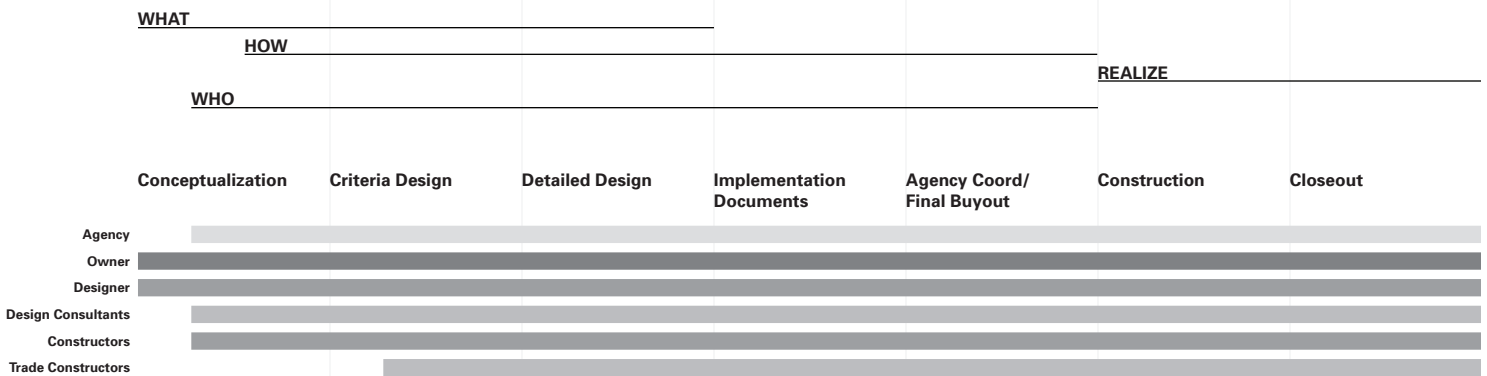 WHAT
HOW
REALIZE
WHO
Conceptualization
Criteria Design
Detailed Design
Implementation
Documents
Agency Coord/
Final Buyout
Construction
Closeout
Agency
Owner
Designer
Design Consultants
Constructors
Trade Constructors